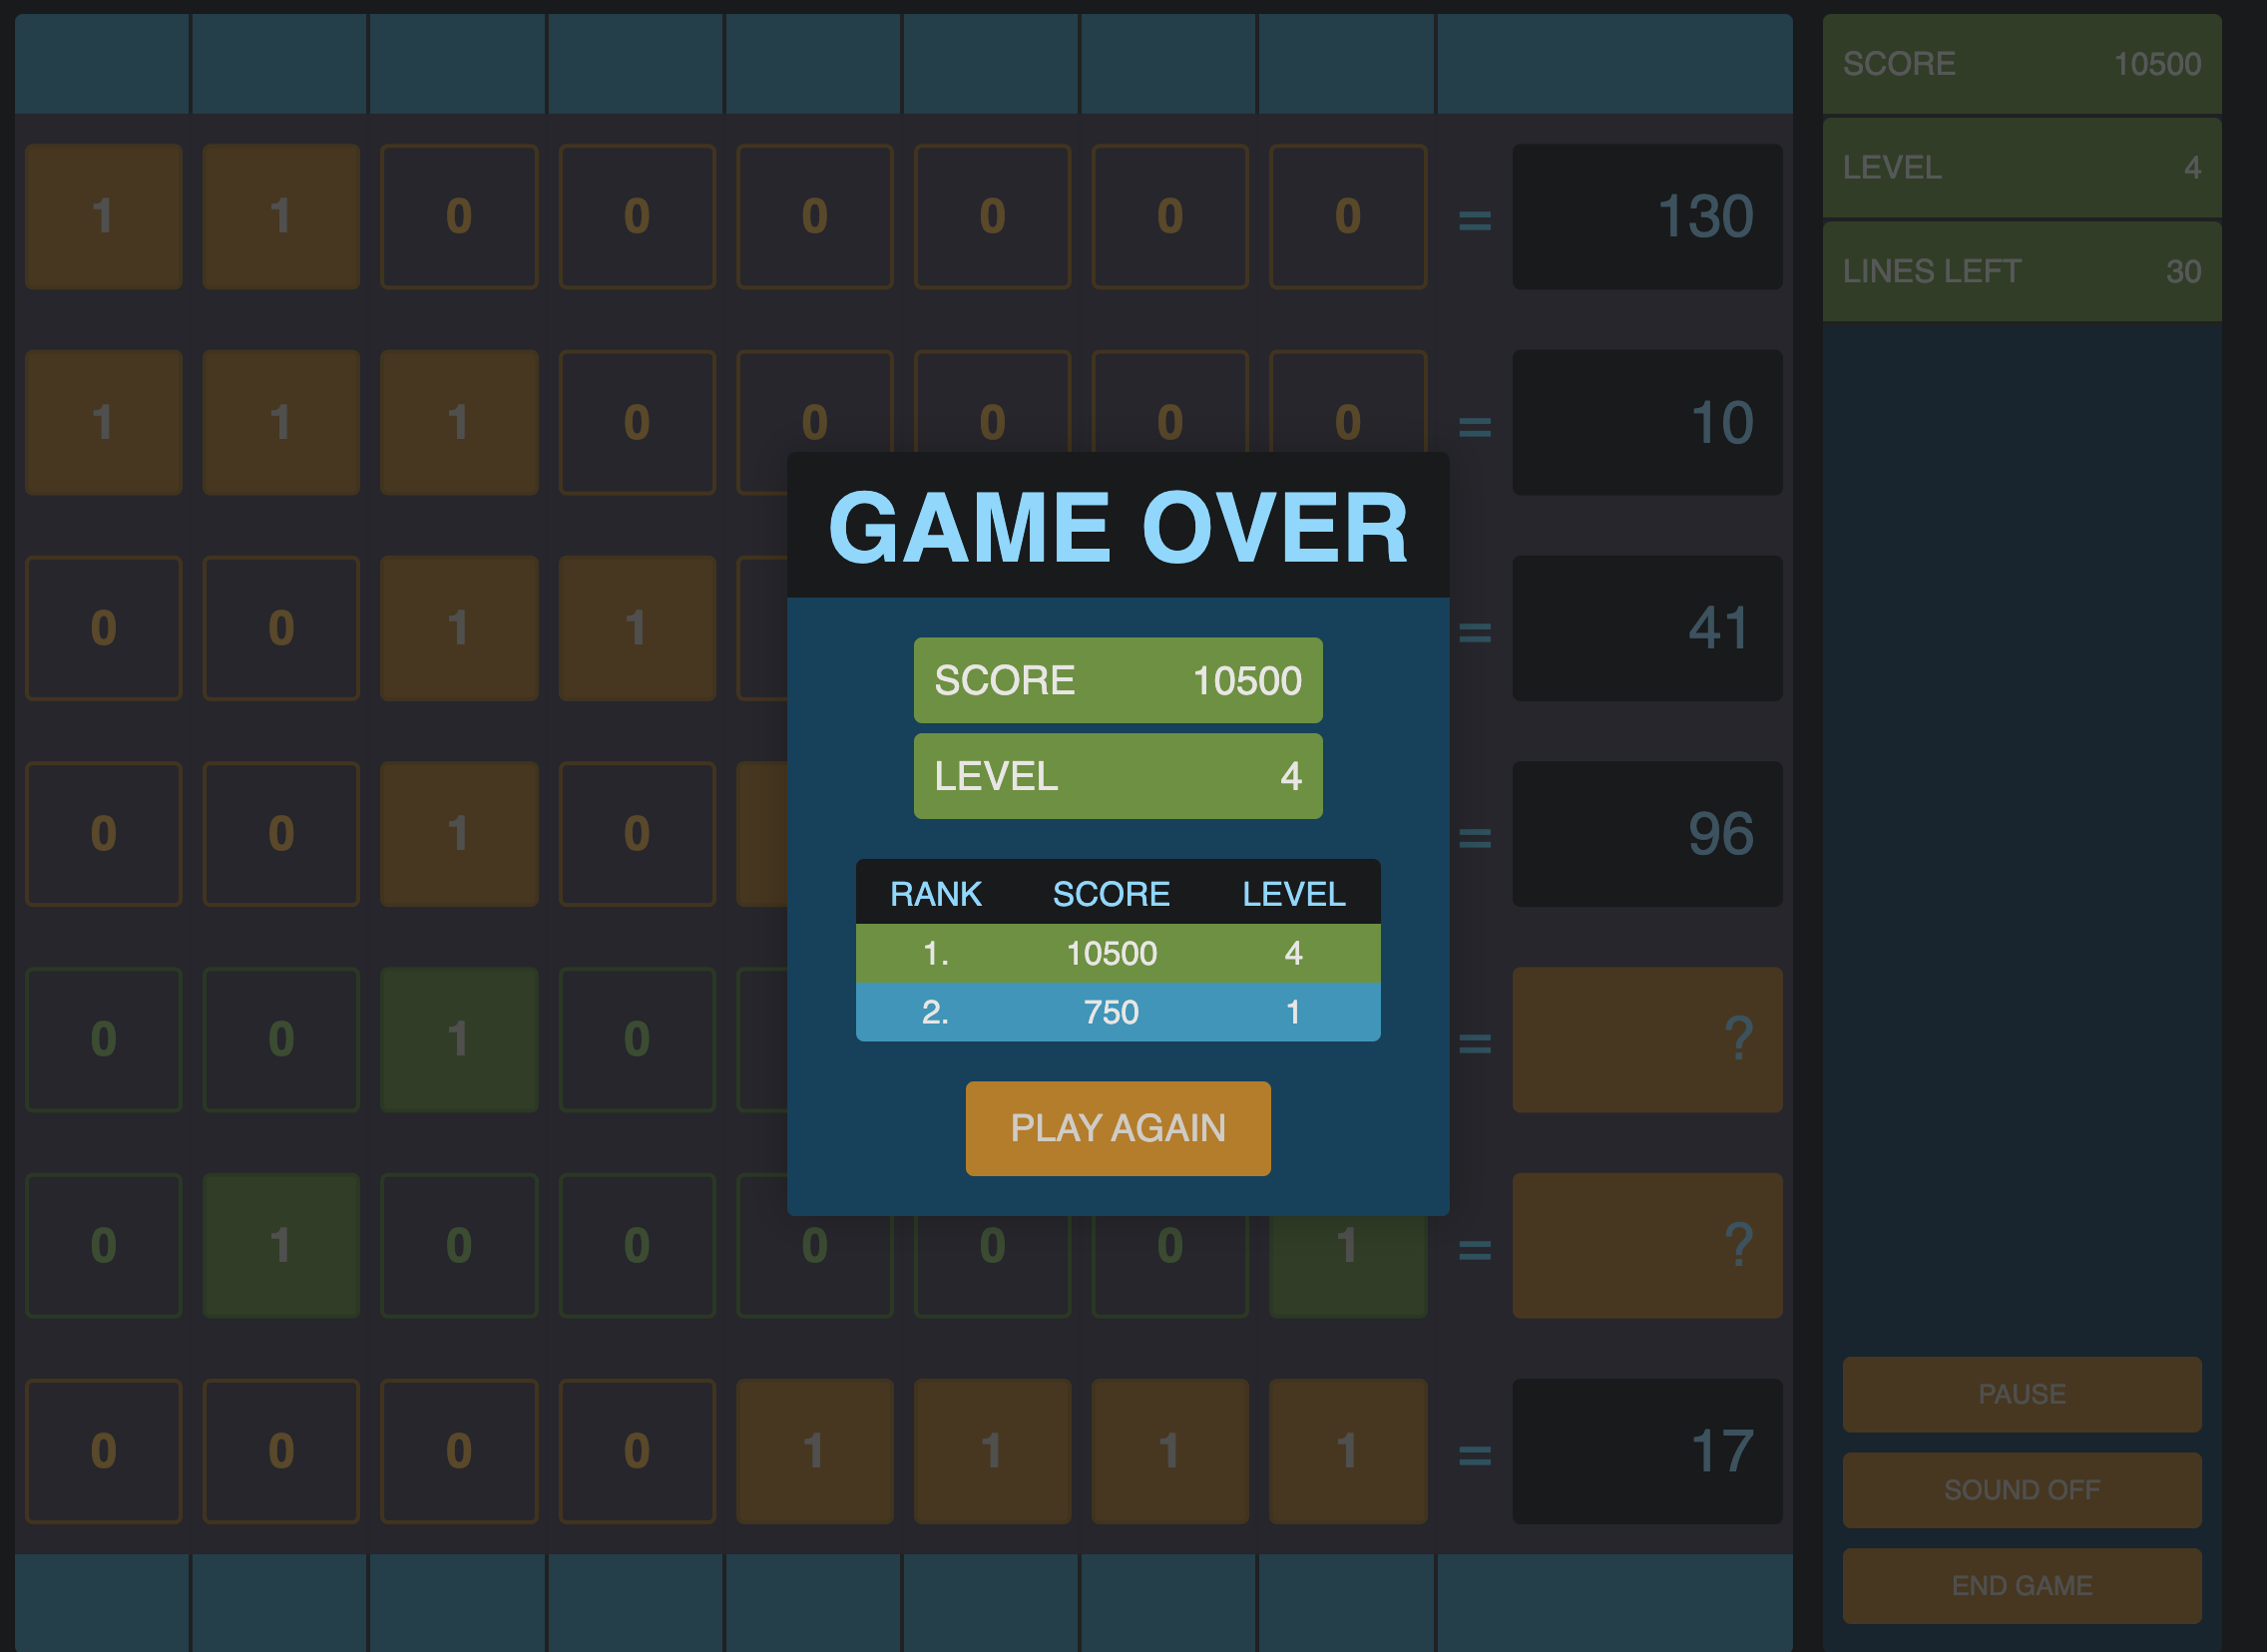 SCORE 10500
LEVEL 4
LINES LEFT 30
1 1 0 0 0 0 0 0 = 130
1 1 1 0 0 0 0 0 = 10
0 0 1 1 = 41
0 0 1 0 = 96
0 0 1 0 = ?
0 1 0 0 0 0 0 1 = ?
0 0 0 0 1 1 1 1 = 17
GAME OVER
SCORE 10500
LEVEL 4
RANK SCORE LEVEL
1. 10500 4
2. 750 1
PLAY AGAIN
PAUSE
SOUND OFF
END GAME